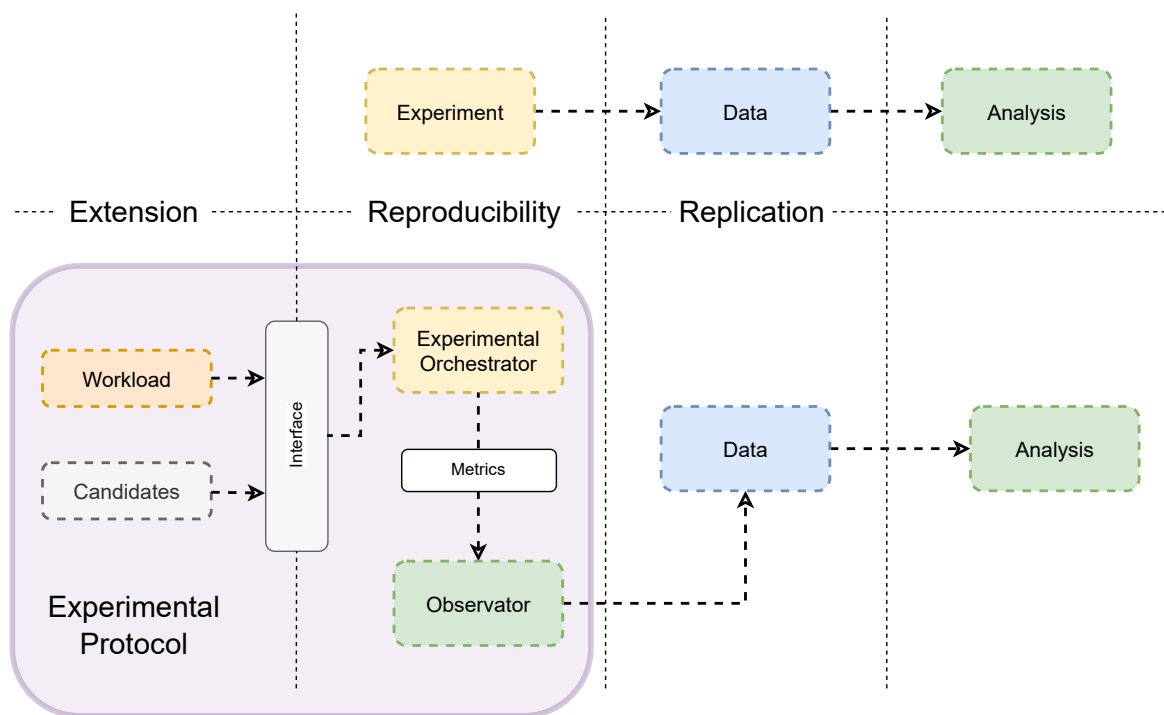 Experiment
Data
Analysis
Extension
Reproducibility
Replication
Workload
Candidates
Interface
Experimental
Orchestrator
Metrics
Observator
Data
Analysis
Experimental
Protocol